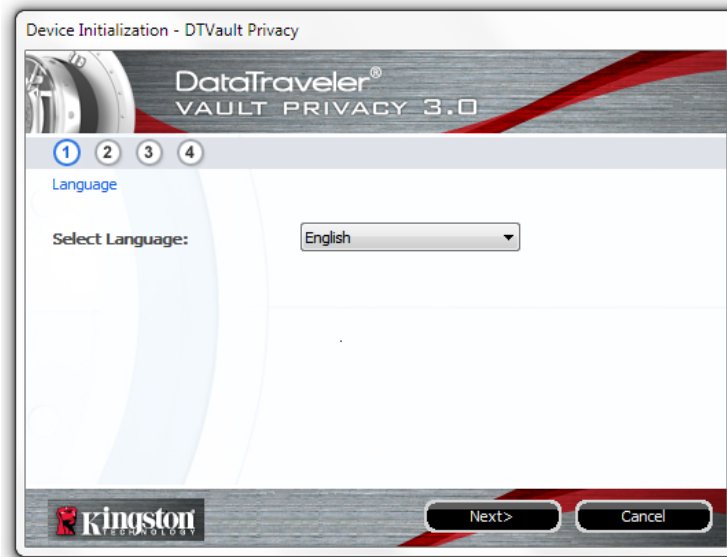 Device Initialization - DTVault Privacy
DataTraveler®
VAULT PRIVACY 3.0
1 2 3 4
Language
Select Language: English
Kingston
TECHNOLOGY
Next> Cancel